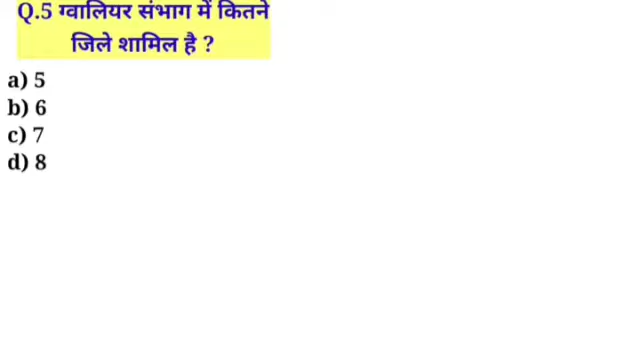 Q.5 ग्वालियर संभाग में कितने
जिले शामिल है ?
a) 5
b) 6
c) 7
d) 8